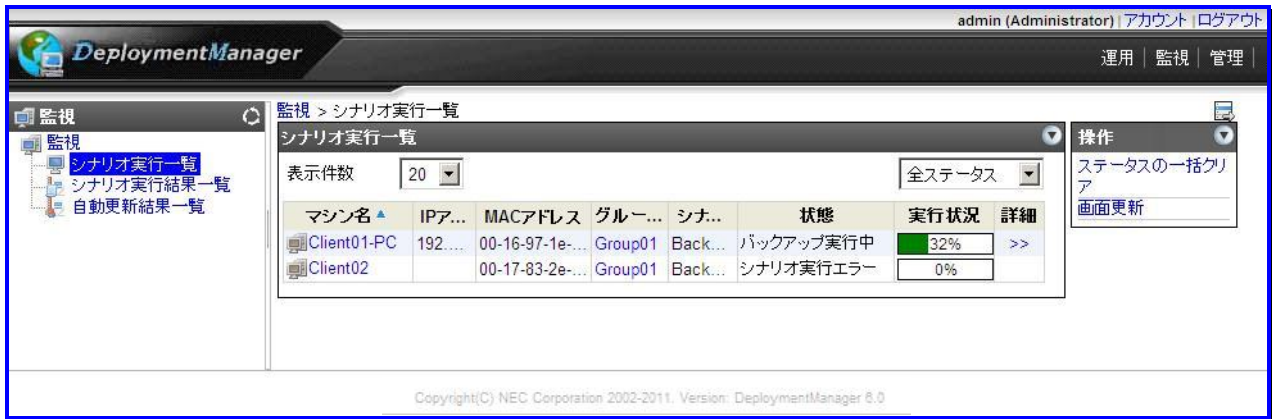 admin (Administrator) | アカウント | ログアウト
DeploymentManager
運用 | 監視 | 管理 |
監視
監視
シナリオ実行一覧
シナリオ実行結果一覧
自動更新結果一覧
監視 > シナリオ実行一覧
シナリオ実行一覧
表示件数 20 全ステータス
マシン名 IPア... MACアドレス グルー... シナ... 状態 実行状況 詳細
Client01-PC 192.... 00-16-97-1e-... Group01 Back... バックアップ実行中 32% >>
Client02 00-17-83-2e-... Group01 Back... シナリオ実行エラー 0%
操作
ステータスの一括クリ
ア
画面更新
Copyright(C) NEC Corporation 2002-2011. Version: DeploymentManager 6.0